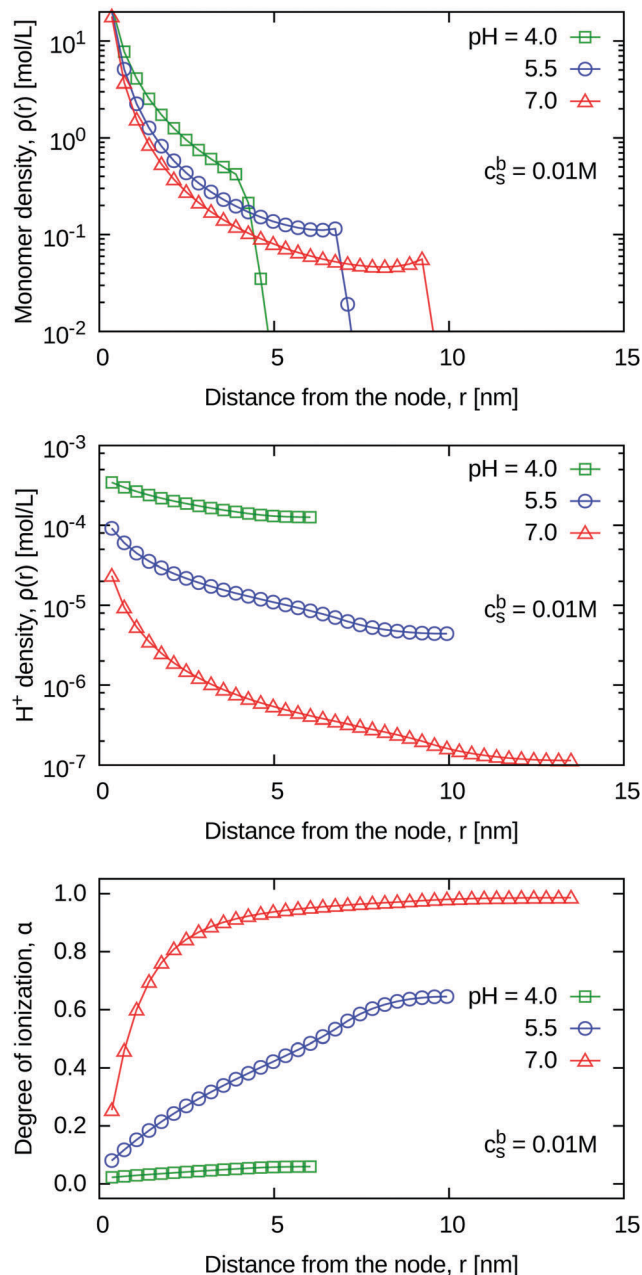 10¹
pH = 4.0
5.5
7.0
10⁰
cₛᵇ = 0.01M
10⁻¹
10⁻²
Monomer density, ρ(r) [mol/L]
0 5 10 15
Distance from the node, r [nm]
10⁻³
pH = 4.0
5.5
7.0
10⁻⁴
10⁻⁵
cₛᵇ = 0.01M
10⁻⁶
10⁻⁷
H⁺ density, ρ(r) [mol/L]
0 5 10 15
Distance from the node, r [nm]
1.0
0.8
0.6
pH = 4.0
5.5
7.0
0.4
0.2
cₛᵇ = 0.01M
0.0
Degree of ionization, α
0 5 10 15
Distance from the node, r [nm]